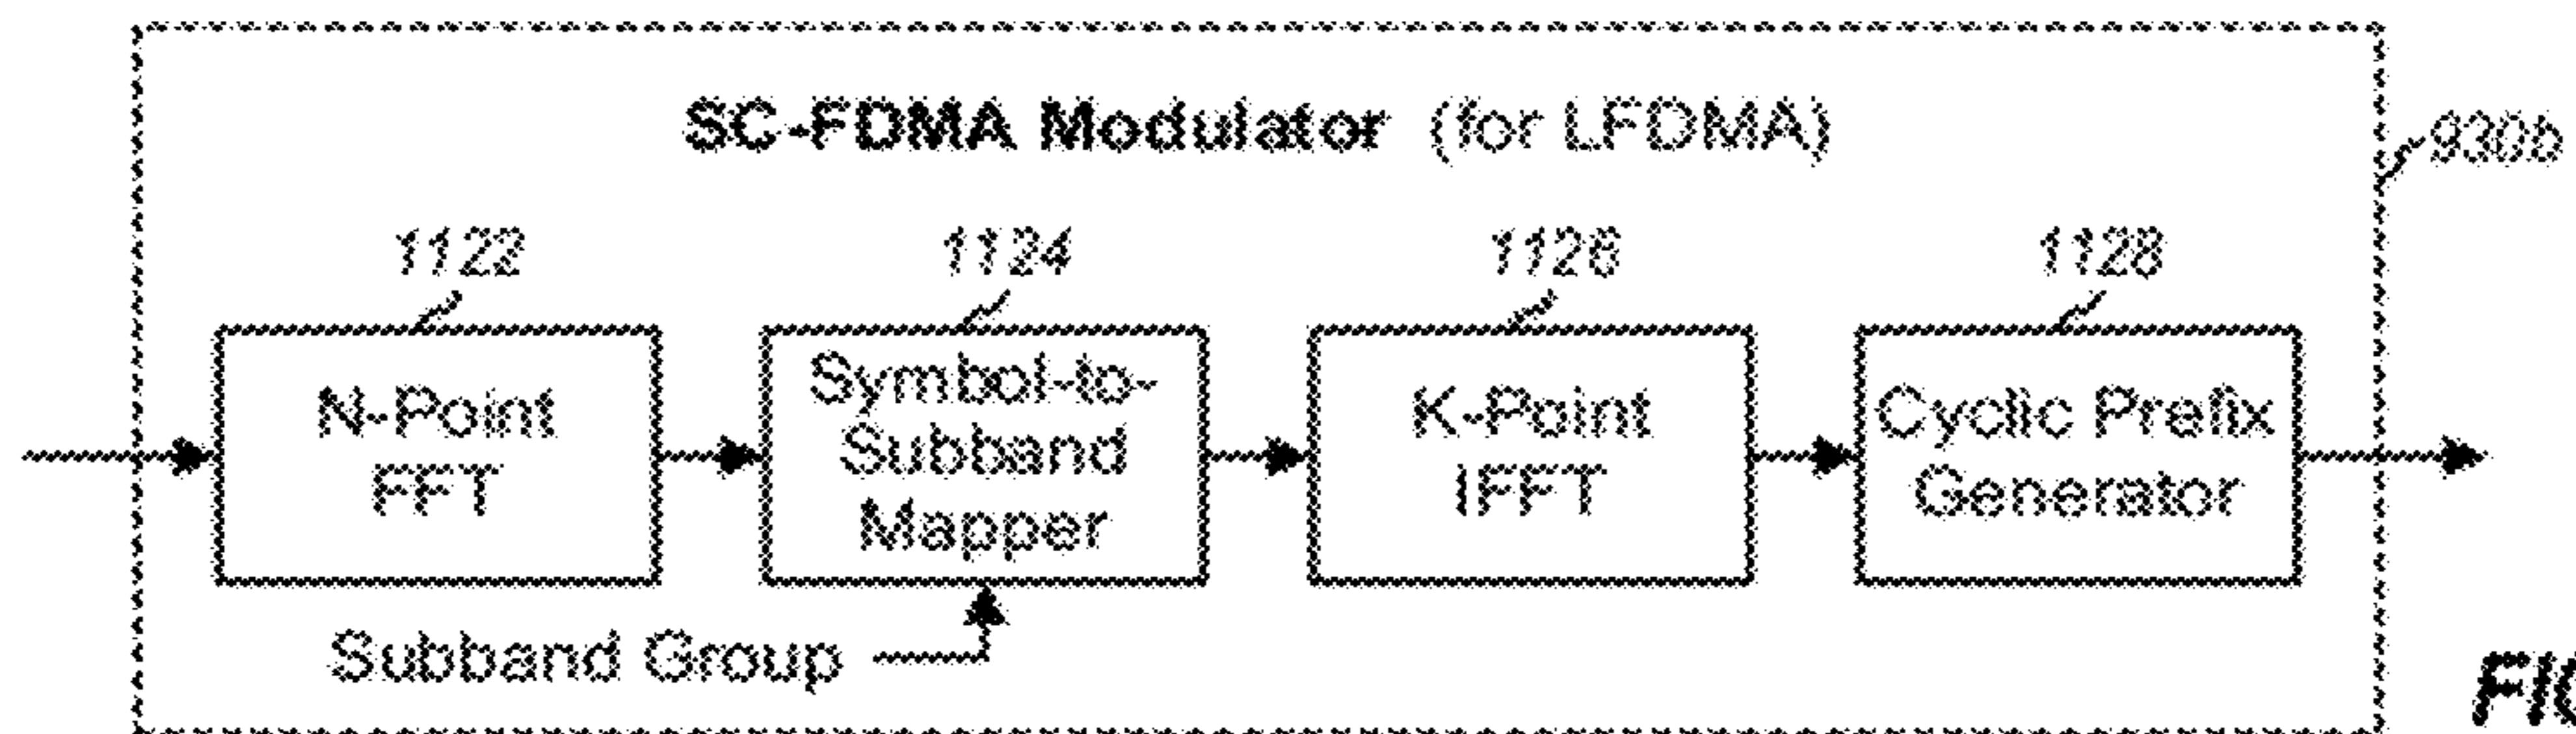 SC-FDMA Modulator (for LFDMA)
930b
1122
1124
1126
1128
N-Point
FFT
Symbol-to-
Subband
Mapper
K-Point
IFFT
Cyclic Prefix
Generator
Subband Group